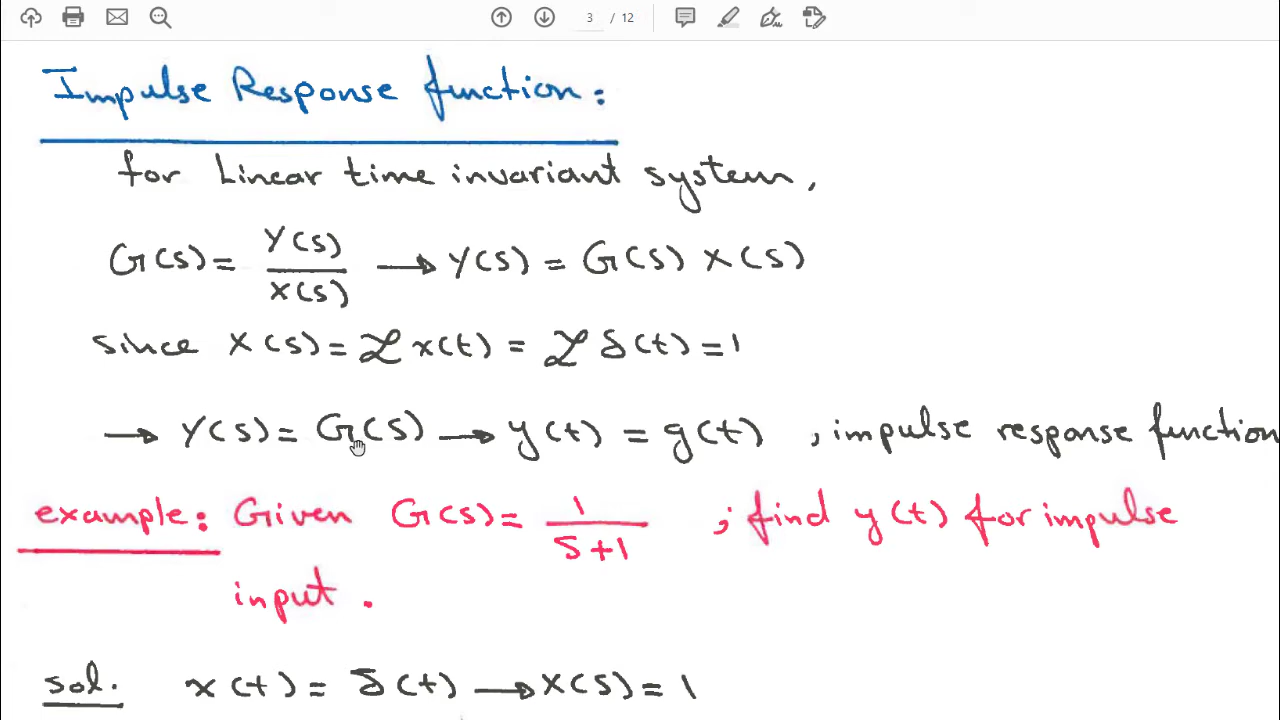 3 / 12
Impulse Response function:
for Linear time invariant system,
G(s) = Y(s)/X(s) → Y(s) = G(s) X(s)
since X(s) = ℒ x(t) = ℒ δ(t) = 1
→ Y(s) = G(s) → y(t) = g(t) , impulse response function
example: Given G(s) = 1/(s+1) ; find y(t) for impulse
input.
sol. x(t) = δ(t) → X(s) = 1